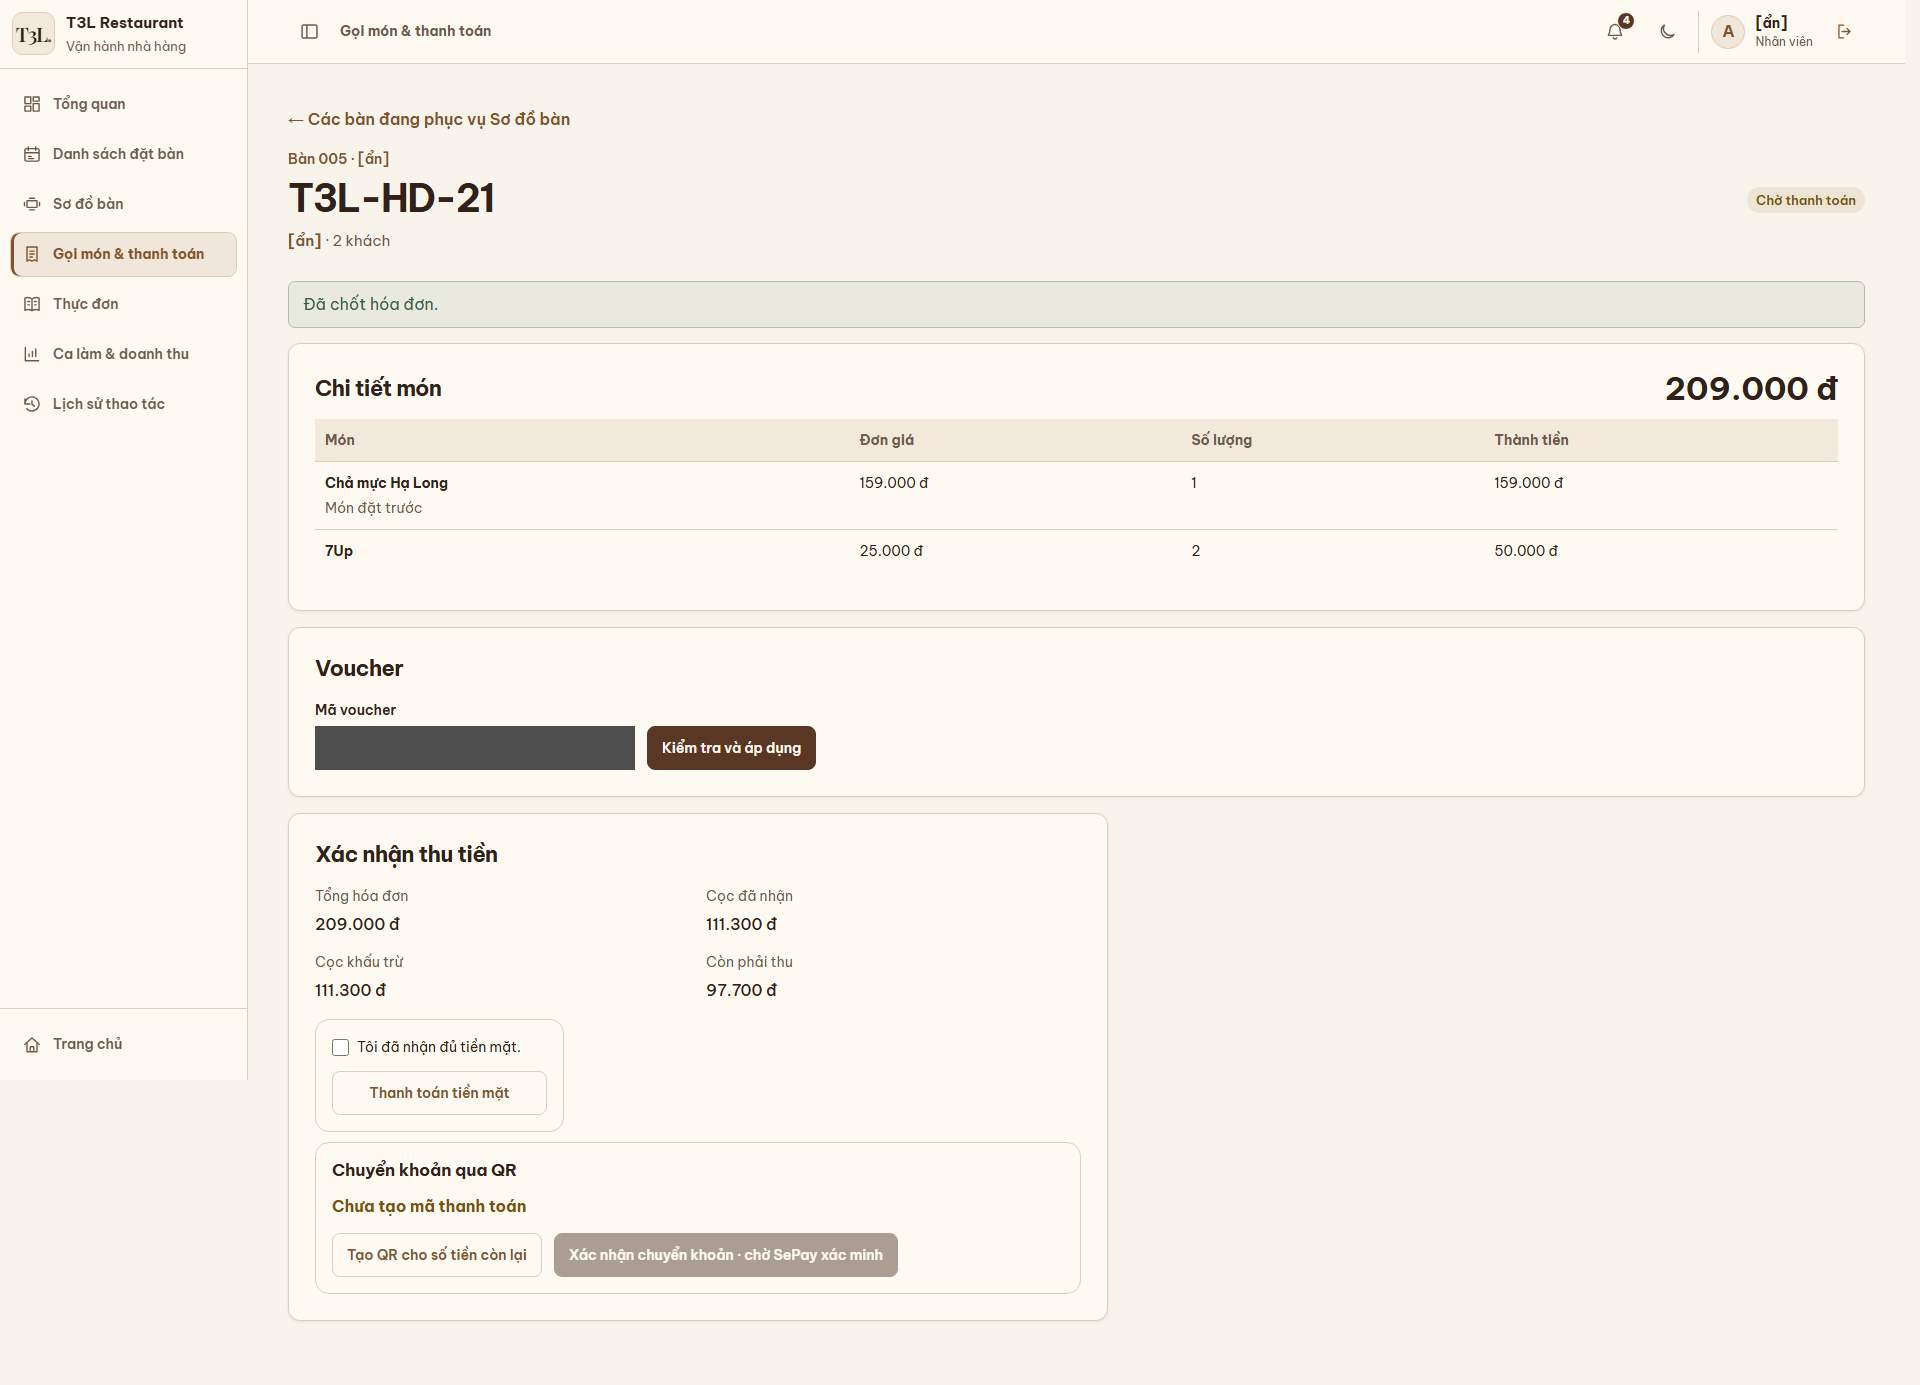 T3L
T3L Restaurant
Vận hành nhà hàng
Tổng quan
Danh sách đặt bàn
Sơ đồ bàn
Gọi món & thanh toán
Thực đơn
Ca làm & doanh thu
Lịch sử thao tác
Trang chủ
Gọi món & thanh toán
4
A
[ẩn]
Nhân viên
← Các bàn đang phục vụ Sơ đồ bàn
Bàn 005 · [ẩn]
T3L-HD-21
Chờ thanh toán
[ẩn] · 2 khách
Đã chốt hóa đơn.
Chi tiết món
209.000 đ
Món Đơn giá Số lượng Thành tiền
Chả mực Hạ Long 159.000 đ 1 159.000 đ
Món đặt trước
7Up 25.000 đ 2 50.000 đ
Voucher
Mã voucher
Kiểm tra và áp dụng
Xác nhận thu tiền
Tổng hóa đơn Cọc đã nhận
209.000 đ 111.300 đ
Cọc khấu trừ Còn phải thu
111.300 đ 97.700 đ
Tôi đã nhận đủ tiền mặt.
Thanh toán tiền mặt
Chuyển khoản qua QR
Chưa tạo mã thanh toán
Tạo QR cho số tiền còn lại
Xác nhận chuyển khoản · chờ SePay xác minh